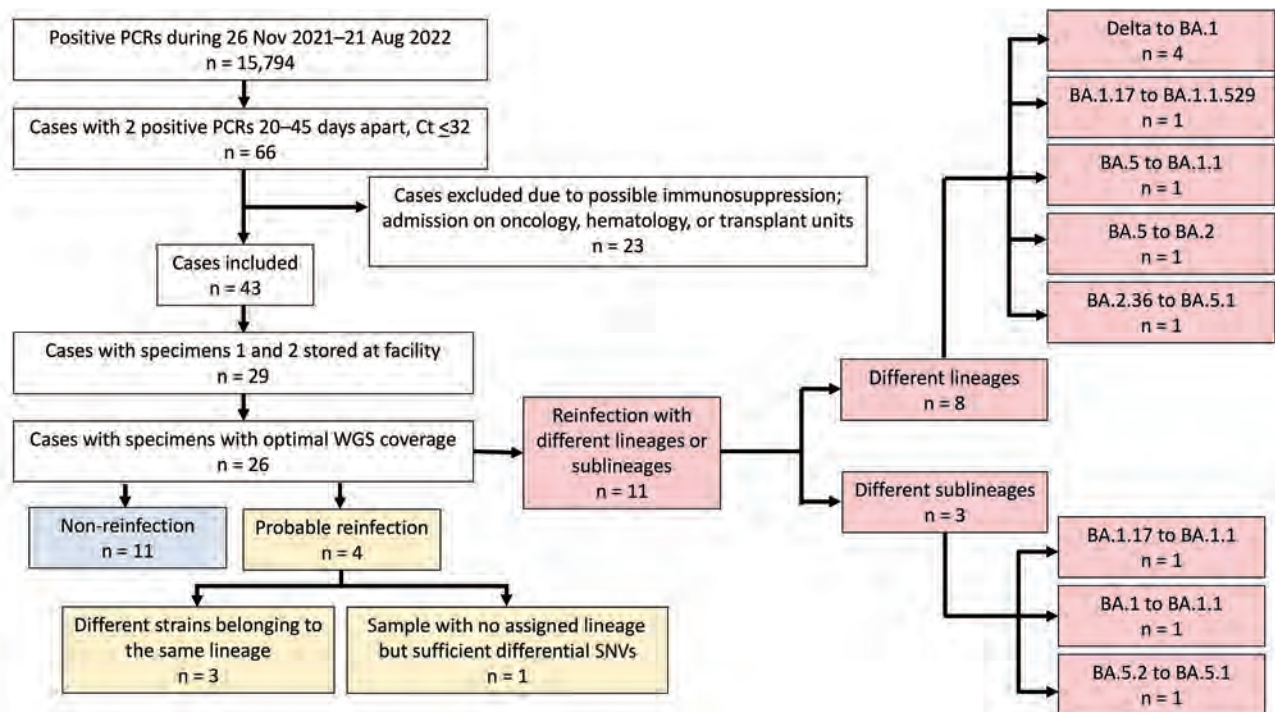 Positive PCRs during 26 Nov 2021–21 Aug 2022
n = 15,794
Cases with 2 positive PCRs 20–45 days apart, Ct ≤32
n = 66
Cases excluded due to possible immunosuppression;
admission on oncology, hematology, or transplant units
n = 23
Cases included
n = 43
Cases with specimens 1 and 2 stored at facility
n = 29
Cases with specimens with optimal WGS coverage
n = 26
Non-reinfection
n = 11
Probable reinfection
n = 4
Different strains belonging to
the same lineage
n = 3
Sample with no assigned lineage
but sufficient differential SNVs
n = 1
Reinfection with
different lineages or
sublineages
n = 11
Different lineages
n = 8
Delta to BA.1
n = 4
BA.1.17 to BA.1.1.529
n = 1
BA.5 to BA.1.1
n = 1
BA.5 to BA.2
n = 1
BA.2.36 to BA.5.1
n = 1
Different sublineages
n = 3
BA.1.17 to BA.1.1
n = 1
BA.1 to BA.1.1
n = 1
BA.5.2 to BA.5.1
n = 1